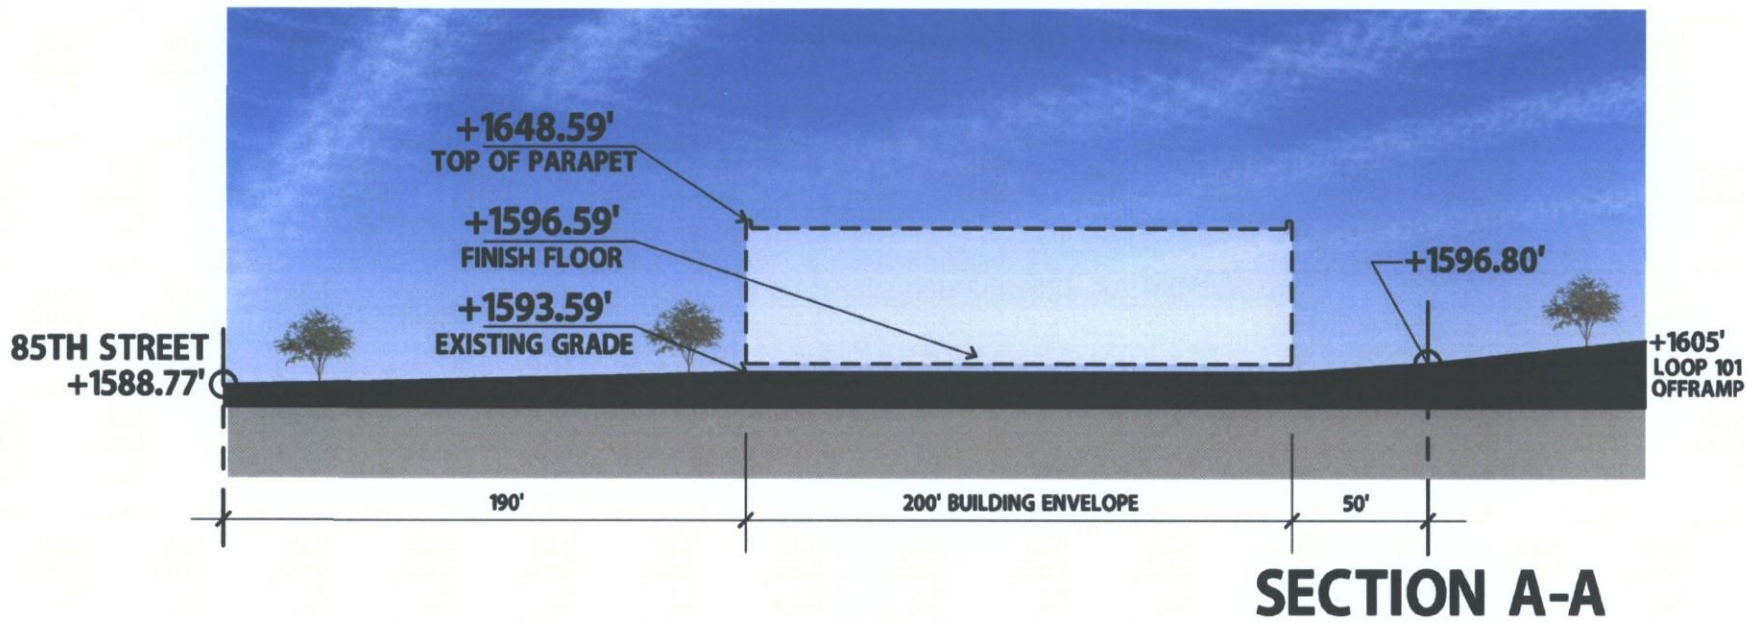 +1648.59'
TOP OF PARAPET
+1596.59'
FINISH FLOOR
+1593.59'
EXISTING GRADE
85TH STREET
+1588.77'
+1596.80'
+1605'
LOOP 101
OFFRAMP
190'
200' BUILDING ENVELOPE
50'
SECTION A-A